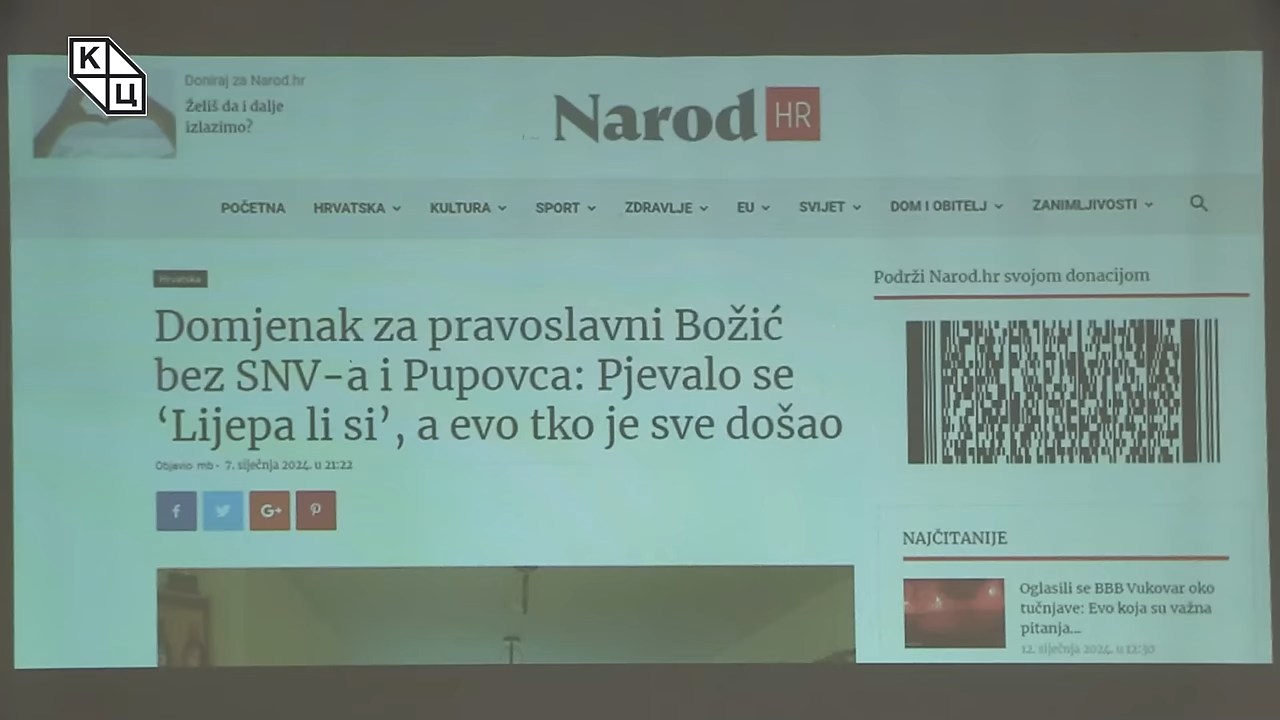 К
Ц
Doniraj za Narod.hr
Želiš da i dalje
izlazimo?
Narod HR
POČETNA HRVATSKA KULTURA SPORT ZDRAVLJE EU SVIJET DOM I OBITELJ ZANIMLJIVOSTI
Hrvatska
Domjenak za pravoslavni Božić
bez SNV-a i Pupovca: Pjevalo se
‘Lijepa li si’, a evo tko je sve došao
Objavio mb - 7. siječnja 2024. u 21:22
f G+
Podrži Narod.hr svojom donacijom
NAJČITANIJE
Oglasili se BBB Vukovar oko
tučnjave: Evo koja su važna
pitanja...
12. siječnja 2024. u 12:30